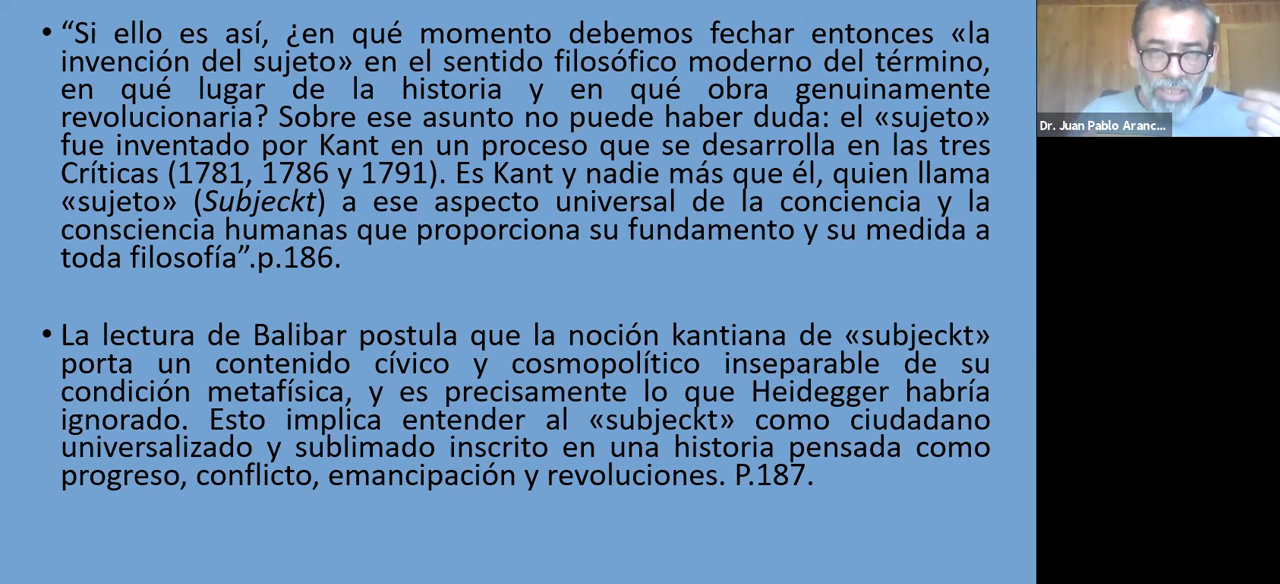 • “Si ello es así, ¿en qué momento debemos fechar entonces «la
invención del sujeto» en el sentido filosófico moderno del término,
en qué lugar de la historia y en qué obra genuinamente
revolucionaria? Sobre ese asunto no puede haber duda: el «sujeto»
fue inventado por Kant en un proceso que se desarrolla en las tres
Críticas (1781, 1786 y 1791). Es Kant y nadie más que él, quien llama
«sujeto» (Subjeckt) a ese aspecto universal de la conciencia y la
consciencia humanas que proporciona su fundamento y su medida a
toda filosofía”.p.186.
• La lectura de Balibar postula que la noción kantiana de «subjeckt»
porta un contenido cívico y cosmopolítico inseparable de su
condición metafísica, y es precisamente lo que Heidegger habría
ignorado. Esto implica entender al «subjeckt» como ciudadano
universalizado y sublimado inscrito en una historia pensada como
progreso, conflicto, emancipación y revoluciones. P.187.
Dr. Juan Pablo Aranc...